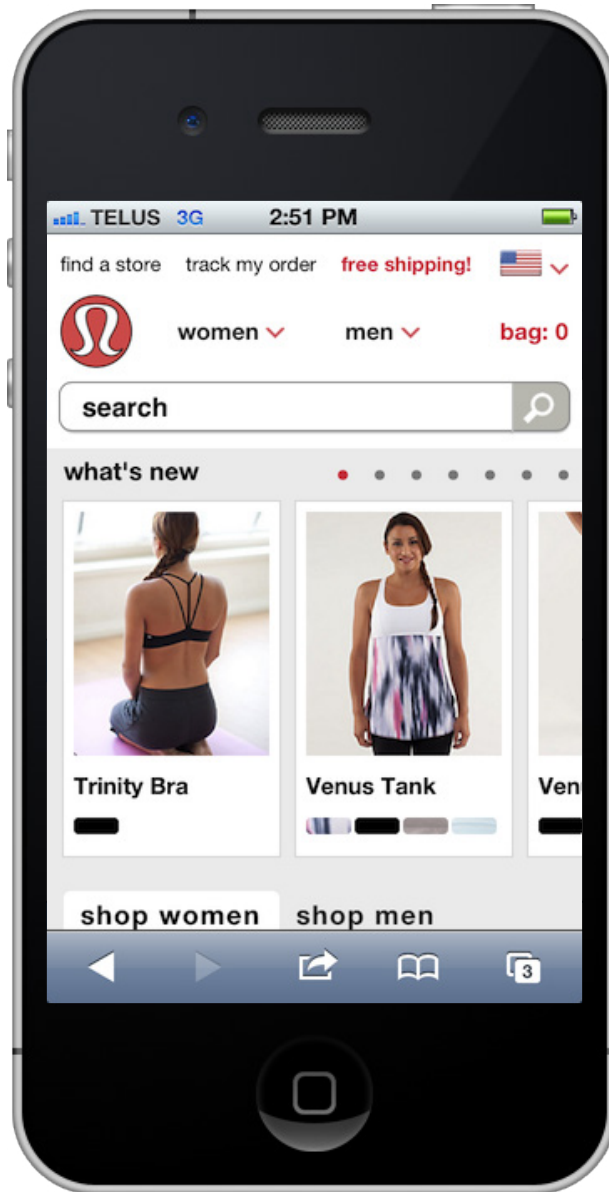 TELUS 3G 2:51 PM
find a store track my order free shipping!
women men bag: 0
search
what's new
Trinity Bra Venus Tank Ven
shop women shop men
3